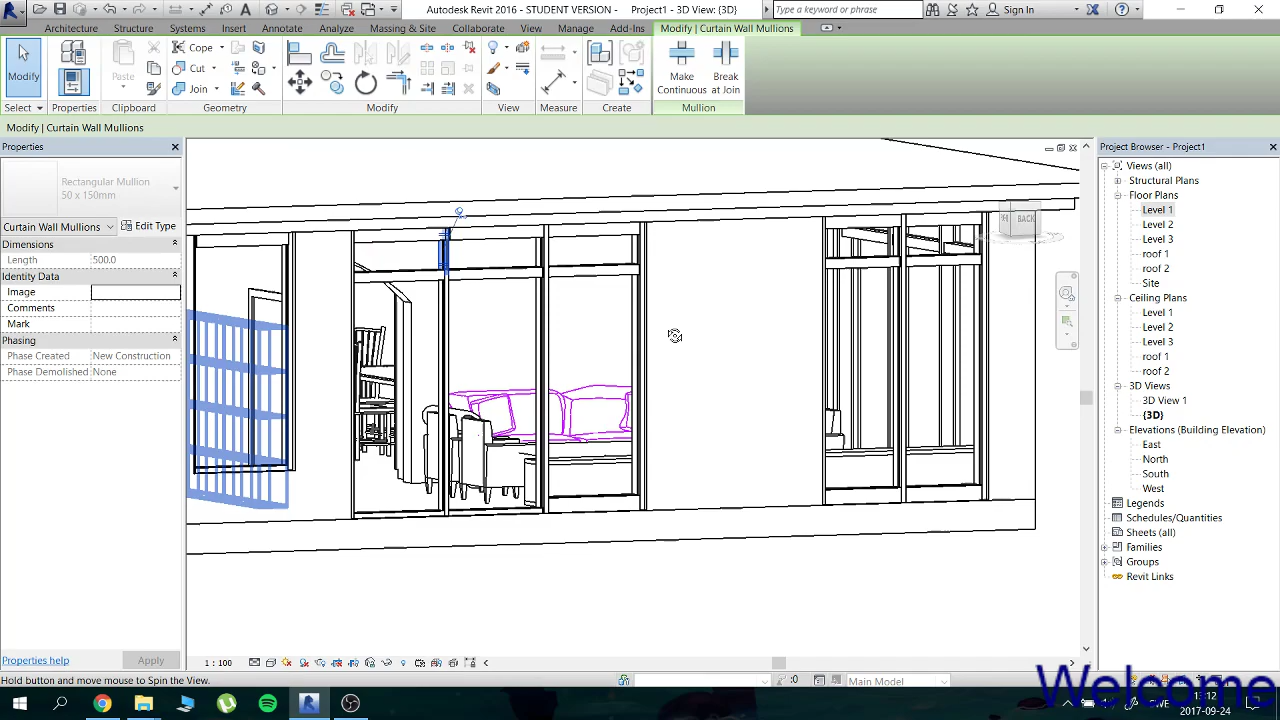 Autodesk Revit 2016 - STUDENT VERSION - Project1 - 3D View: {3D}
Type a keyword or phrase
Sign In
Architecture Structure Systems Insert Annotate Analyze Massing & Site Collaborate View Manage Add-Ins Modify | Curtain Wall Mullions
Modify
Properties
Paste
Cope
Cut
Join
Make Continuous
Break at Join
Select Properties Clipboard Geometry Modify View Measure Create Mullion
Modify | Curtain Wall Mullions
Properties
Rectangular Mullion
50 x 150mm
Curtain Wall Mullions
Edit Type
Dimensions
Length 500.0
Identity Data
Image
Comments
Mark
Phasing
Phase Created New Construction
Phase Demolished None
Properties help
Apply
BACK
Project Browser - Project1
Views (all)
Structural Plans
Floor Plans
Level 1
Level 2
Level 3
roof 1
roof 2
Site
Ceiling Plans
Level 1
Level 2
Level 3
roof 1
roof 2
3D Views
3D View 1
{3D}
Elevations (Building Elevation)
East
North
South
West
Legends
Schedules/Quantities
Sheets (all)
Families
Groups
Revit Links
1 : 100
Hold button and move mouse to Spin the View.
:0
Main Model
Welcome
13:12
SWE
2017-09-24